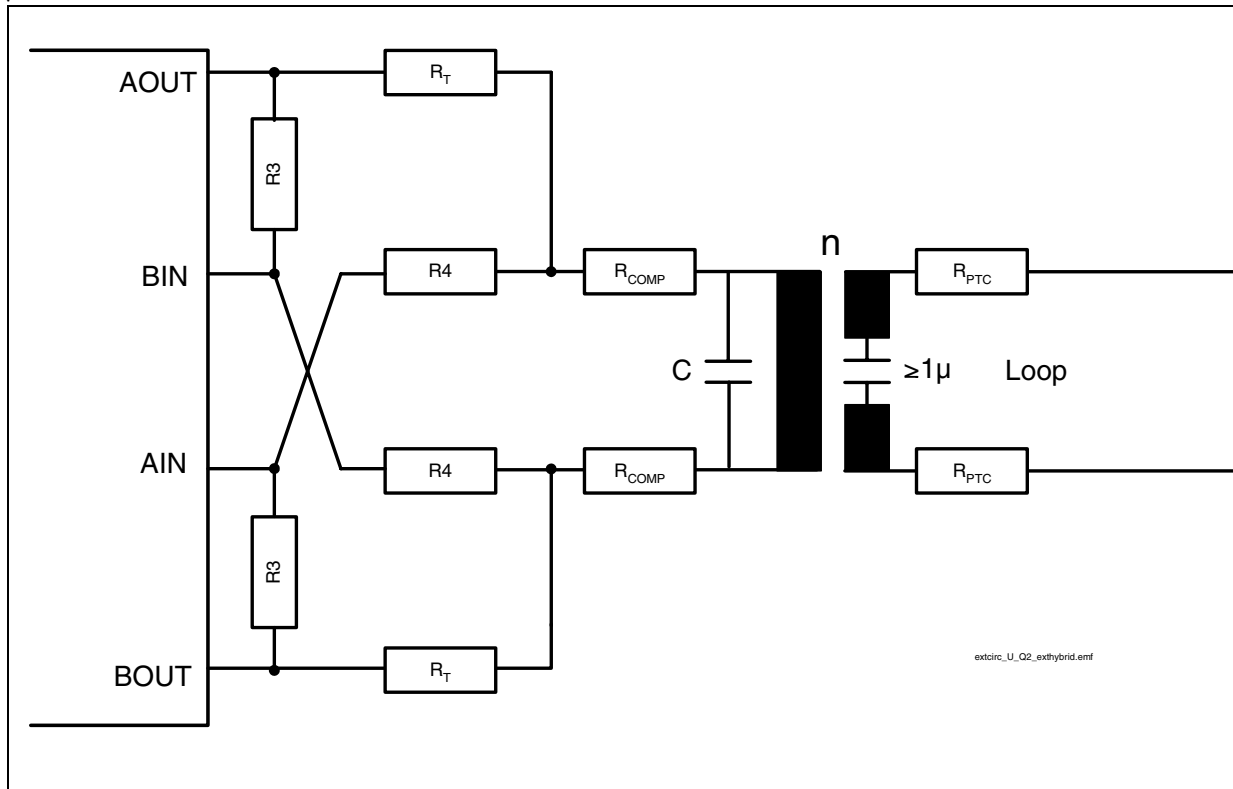 AOUT
R_T
R3
n
BIN
R4
R_COMP
R_PTC
C
≥1µ
Loop
AIN
R4
R_COMP
R_PTC
R3
BOUT
R_T
extcirc_U_Q2_exthybrid.emf